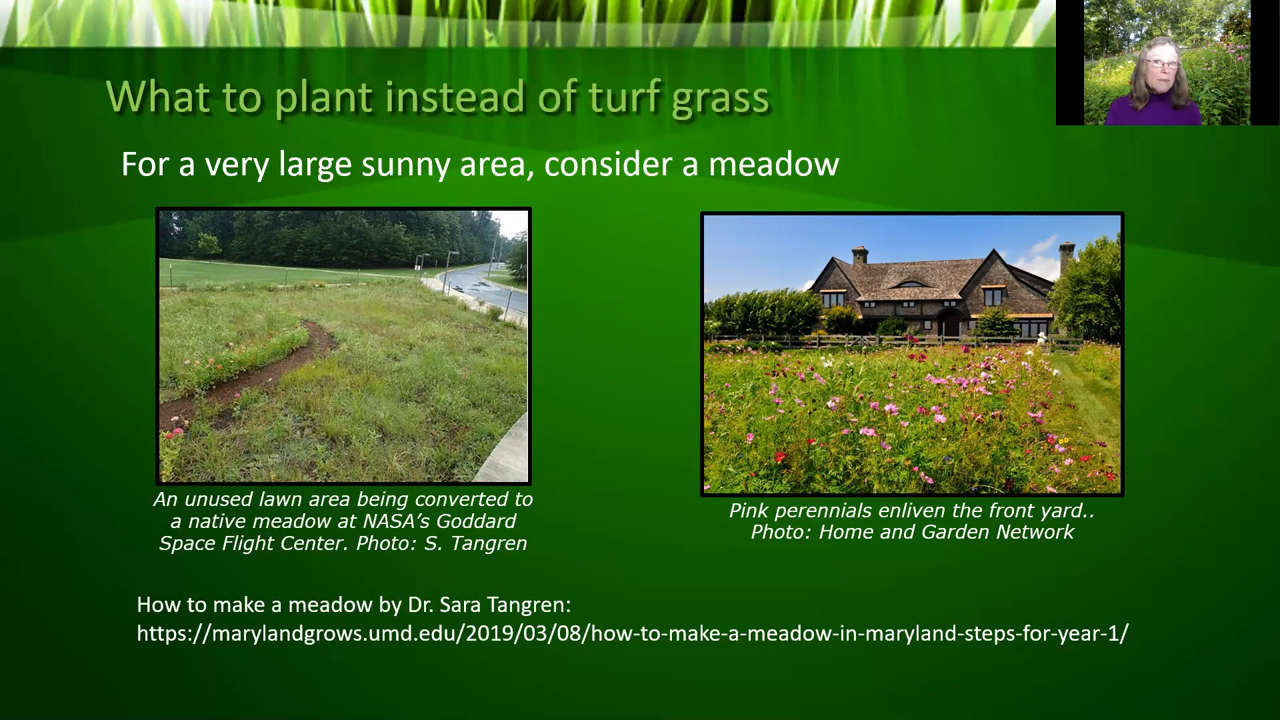 What to plant instead of turf grass
For a very large sunny area, consider a meadow
An unused lawn area being converted to
a native meadow at NASA's Goddard
Space Flight Center. Photo: S. Tangren
Pink perennials enliven the front yard..
Photo: Home and Garden Network
How to make a meadow by Dr. Sara Tangren:
https://marylandgrows.umd.edu/2019/03/08/how-to-make-a-meadow-in-maryland-steps-for-year-1/